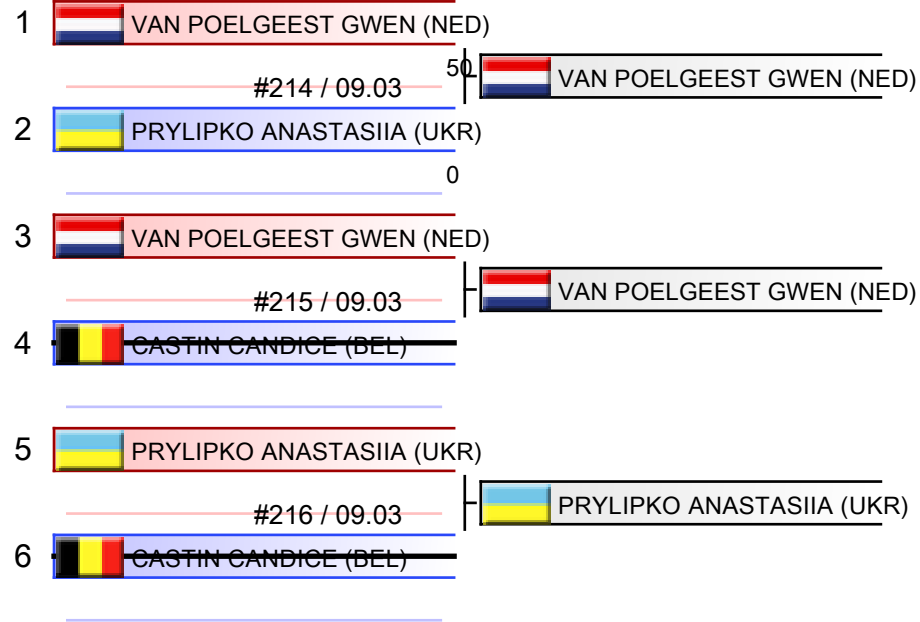 1 VAN POELGEEST GWEN (NED)
50
VAN POELGEEST GWEN (NED)
#214 / 09.03
2 PRYLIPKO ANASTASIIA (UKR)
0
3 VAN POELGEEST GWEN (NED)
VAN POELGEEST GWEN (NED)
#215 / 09.03
4 CASTIN CANDICE (BEL)
5 PRYLIPKO ANASTASIIA (UKR)
PRYLIPKO ANASTASIIA (UKR)
#216 / 09.03
6 CASTIN CANDICE (BEL)